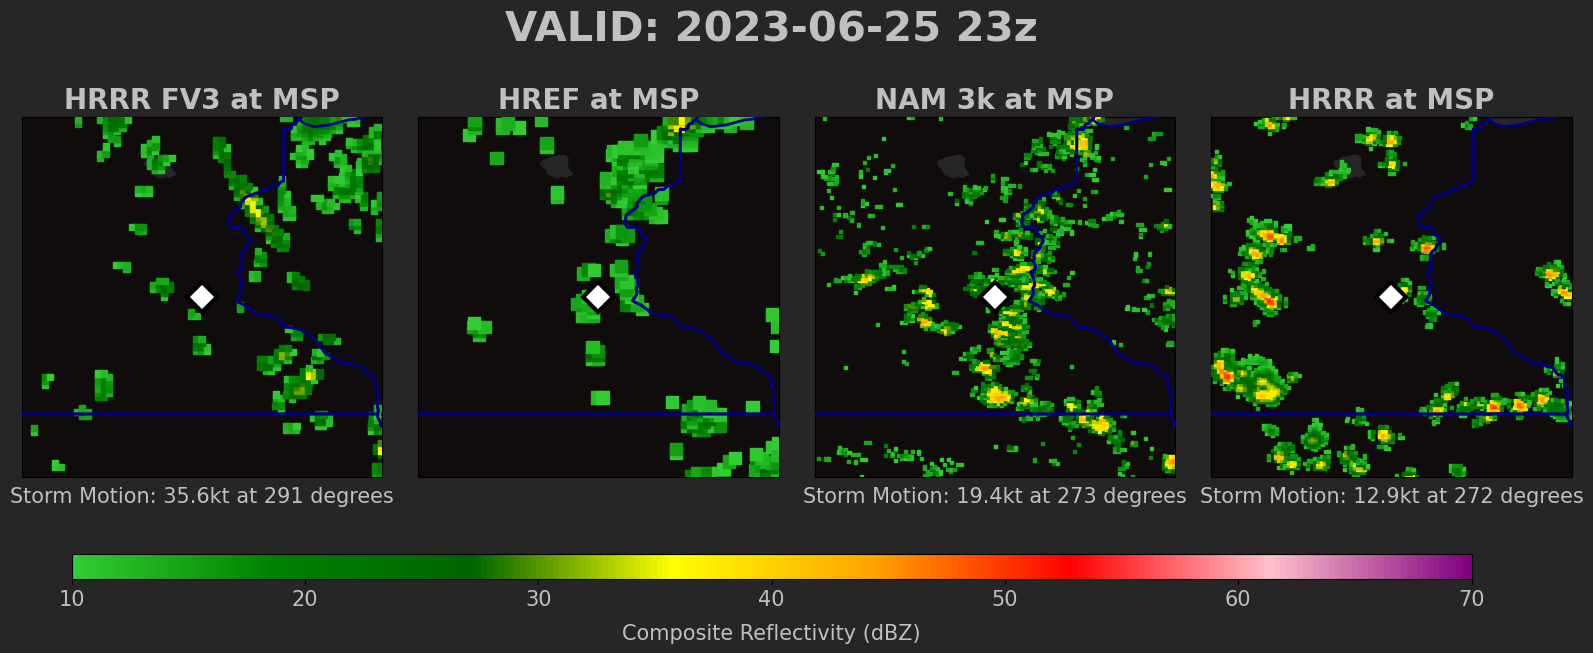 VALID: 2023-06-25 23z
HRRR FV3 at MSP
HREF at MSP
NAM 3k at MSP
HRRR at MSP
Storm Motion: 35.6kt at 291 degrees
Storm Motion: 19.4kt at 273 degrees
Storm Motion: 12.9kt at 272 degrees
10 20 30 40 50 60 70
Composite Reflectivity (dBZ)